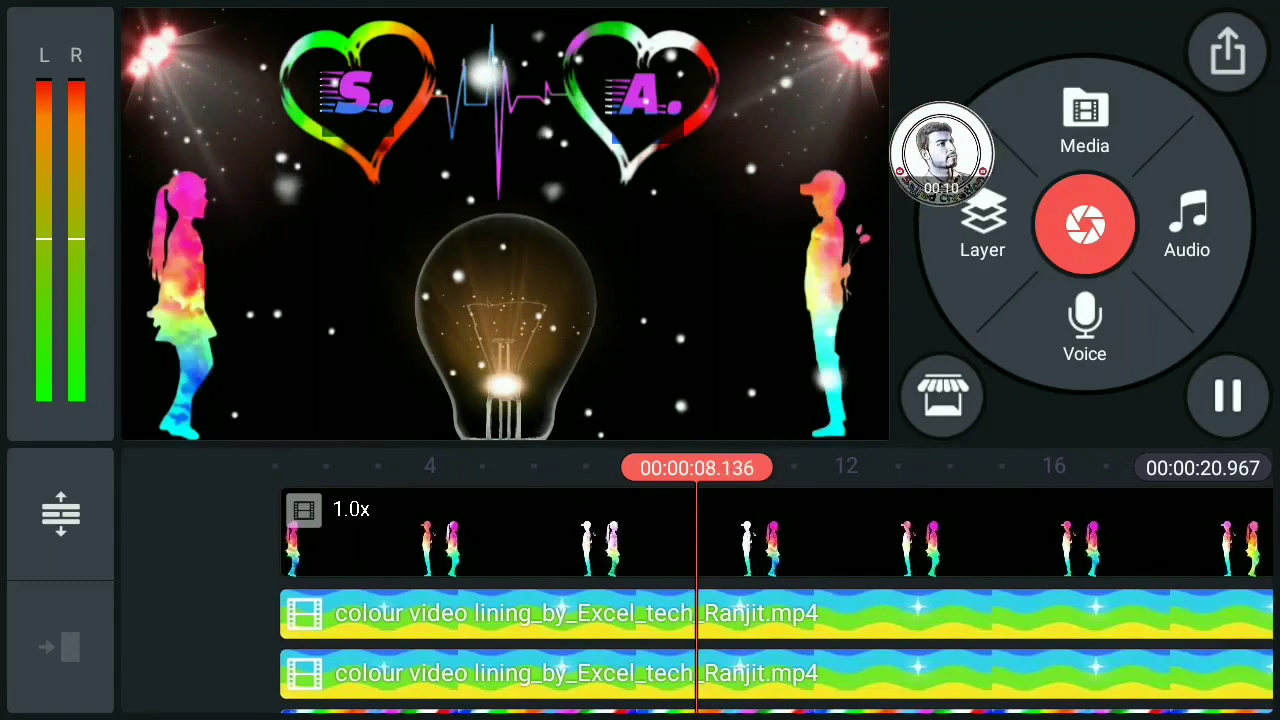 L R
S.
A.
Media
00:10
Layer
Audio
Voice
4
00:00:08.136
12
16
00:00:20.967
1.0x
colour video lining_by_Excel_tech_Ranjit.mp4
colour video lining_by_Excel_tech_Ranjit.mp4